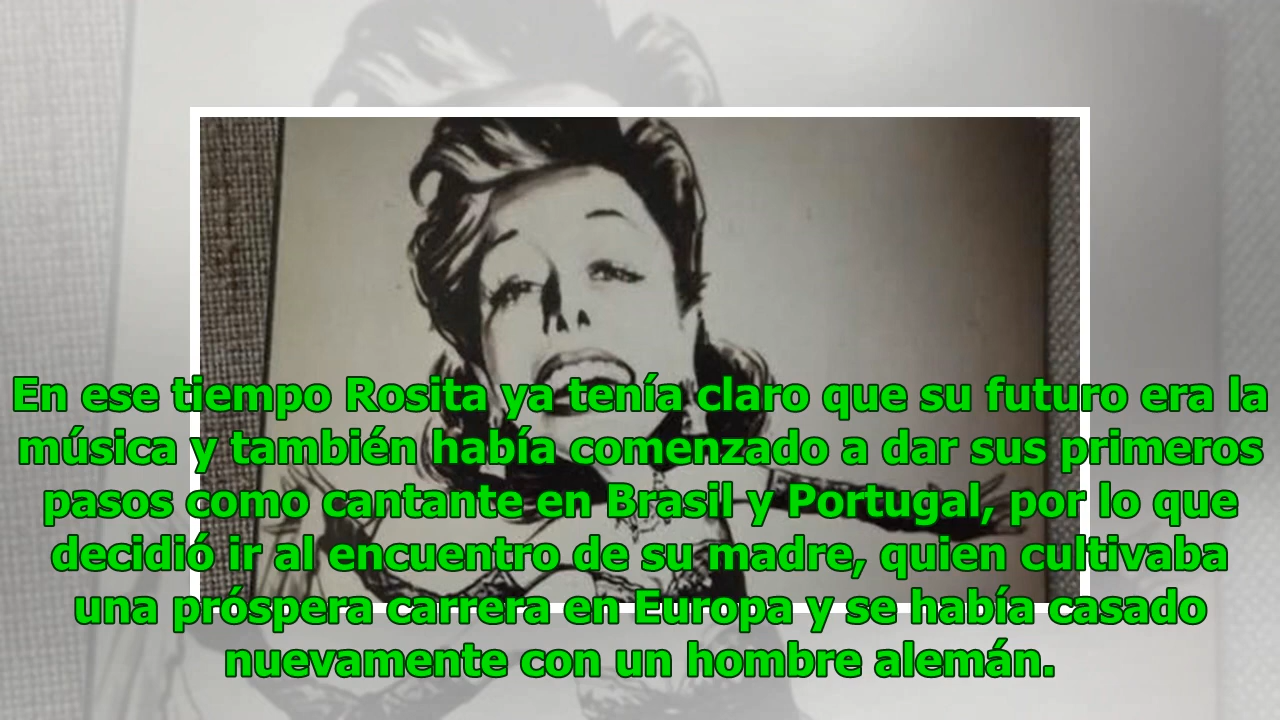 En ese tiempo Rosita ya tenía claro que su futuro era la
música y también había comenzado a dar sus primeros
pasos como cantante en Brasil y Portugal, por lo que
decidió ir al encuentro de su madre, quien cultivaba
una próspera carrera en Europa y se había casado
nuevamente con un hombre alemán.